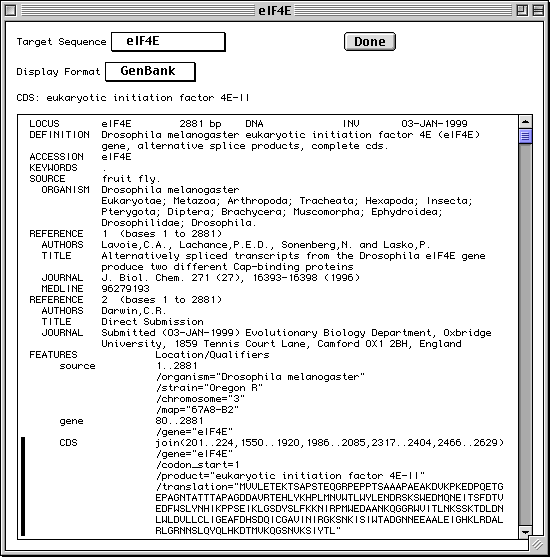 eIF4E
Target Sequence eIF4E Done
Display Format GenBank
CDS: eukaryotic initiation factor 4E-II
LOCUS eIF4E 2881 bp DNA INV 03-JAN-1999
DEFINITION Drosophila melanogaster eukaryotic initiation factor 4E (eIF4E)
gene, alternative splice products, complete cds.
ACCESSION eIF4E
KEYWORDS .
SOURCE fruit fly.
ORGANISM Drosophila melanogaster
Eukaryotae; Metazoa; Arthropoda; Tracheata; Hexapoda; Insecta;
Pterygota; Diptera; Brachycera; Muscomorpha; Ephydroidea;
Drosophilidae; Drosophila.
REFERENCE 1 (bases 1 to 2881)
AUTHORS Lavoie,C.A., Lachance,P.E.D., Sonenberg,N. and Lasko,P.
TITLE Alternatively spliced transcripts from the Drosophila eIF4E gene
produce two different Cap-binding proteins
JOURNAL J. Biol. Chem. 271 (27), 16393-16398 (1996)
MEDLINE 96279193
REFERENCE 2 (bases 1 to 2881)
AUTHORS Darwin,C.R.
TITLE Direct Submission
JOURNAL Submitted (03-JAN-1999) Evolutionary Biology Department, Oxbridge
University, 1859 Tennis Court Lane, Camford OX1 2BH, England
FEATURES Location/Qualifiers
source 1..2881
/organism="Drosophila melanogaster"
/strain="Oregon R"
/chromosome="3"
/map="67A8-B2"
gene 80..2881
/gene="eIF4E"
CDS join(201..224,1550..1920,1986..2085,2317..2404,2466..2629)
/gene="eIF4E"
/codon_start=1
/product="eukaryotic initiation factor 4E-II"
/translation="MVVLETEKTSAPSTEQGRPEPPTSAAAPAEAKDVKPKEDPQETG
EPAGNTATTTAPAGDDAVRTEHLYKHPLMNVWTLWYLENDRSKSWEDMQNEITSFDTV
EDFWSLYNHIKPPSEIKLGSDYSLFKKNIRPMWEDAANKQGGRWVITLNKSSKTDLDN
LWLDVLLCLIGEAFDHSDQICGAVINIRGKSNKISIWTADGNNEEAALEIGHKLRDAL
RLGRNNSLQYQLHKDTMVKQGSNVKSIYTL"